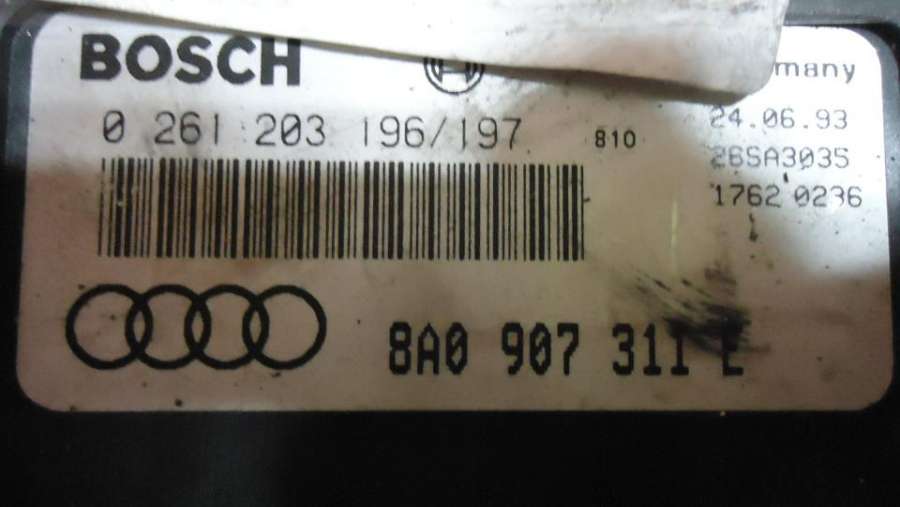 BOSCH
many
0 261 203 196/197 810
24.06.93
26SA3035
1762 0236
8A0 907 311